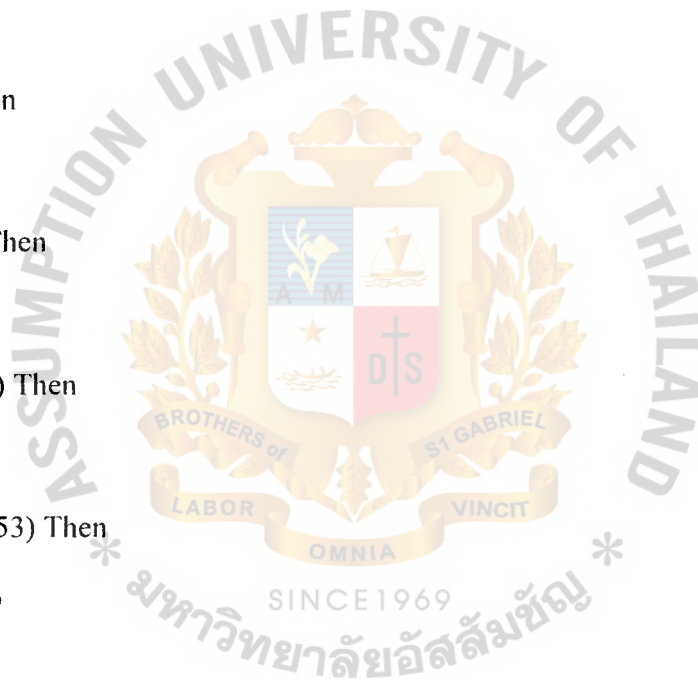 ASSUMPTION UNIVERSITY OF THAILAND
n
Then
A M
) Then
D S
BROTHERS of
S1 GABRIEL
LABOR
VINCIT
53) Then
OMNIA
SINCE1969
* มหาวิทยาลัยอัสสัมชัญ *